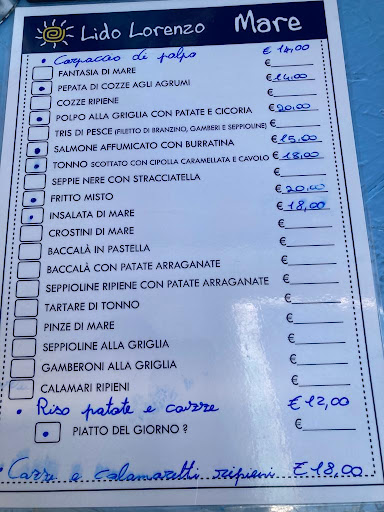 Lido Lorenzo Mare
• Carpaccio di polpo € 14,00
FANTASIA DI MARE €
• PEPATA DI COZZE AGLI AGRUMI € 14.00
COZZE RIPIENE €
• POLPO ALLA GRIGLIA CON PATATE E CICORIA € 20,00
TRIS DI PESCE (FILETTO DI BRANZINO, GAMBERI E SEPPIOLINE) €
• SALMONE AFFUMICATO CON BURRATINA € 15.00
• TONNO SCOTTATO CON CIPOLLA CARAMELLATA E CAVOLO € 18,00
SEPPIE NERE CON STRACCIATELLA €
• FRITTO MISTO € 20,00
• INSALATA DI MARE € 18,00
CROSTINI DI MARE €
BACCALÀ IN PASTELLA €
BACCALÀ CON PATATE ARRAGANATE €
SEPPIOLINE RIPIENE CON PATATE ARRAGANATE €
TARTARE DI TONNO €
PINZE DI MARE €
SEPPIOLINE ALLA GRIGLIA €
GAMBERONI ALLA GRIGLIA €
CALAMARI RIPIENI €
• Riso patate e cozze € 12,00
• PIATTO DEL GIORNO ?
• Cozze e calamaretti ripieni € 18,00